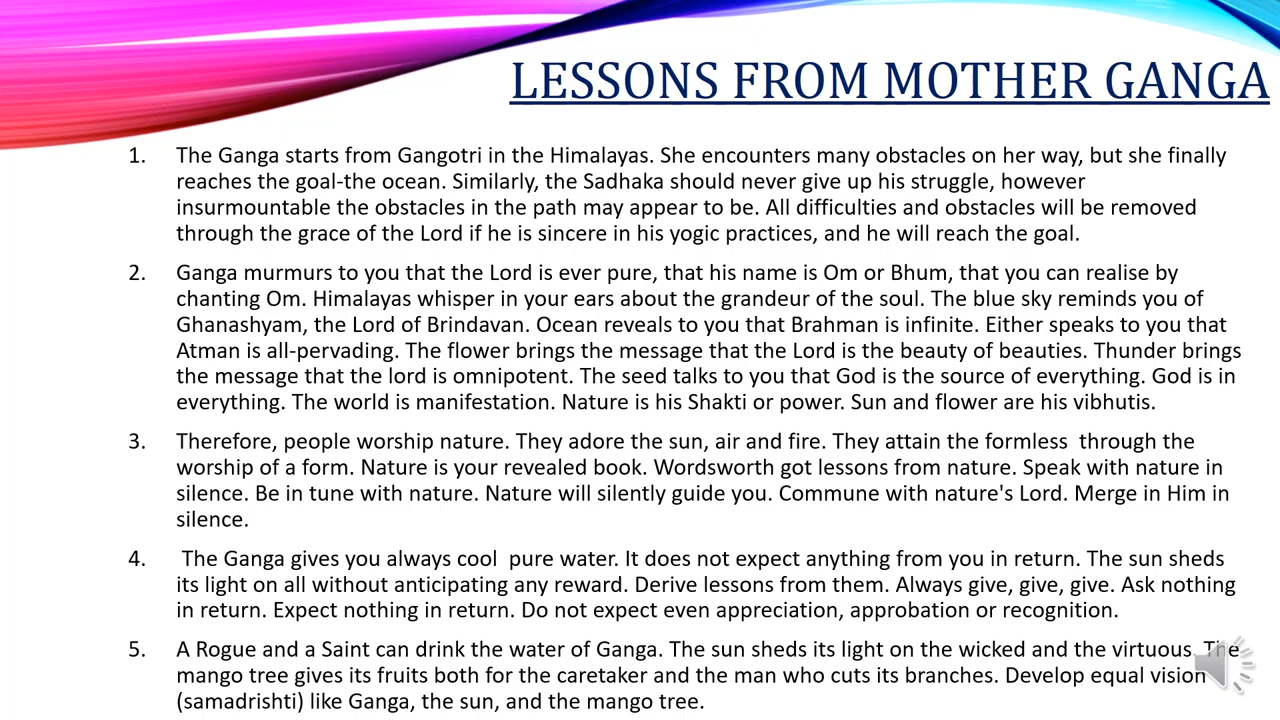 LESSONS FROM MOTHER GANGA
1. The Ganga starts from Gangotri in the Himalayas. She encounters many obstacles on her way, but she finally
reaches the goal-the ocean. Similarly, the Sadhaka should never give up his struggle, however
insurmountable the obstacles in the path may appear to be. All difficulties and obstacles will be removed
through the grace of the Lord if he is sincere in his yogic practices, and he will reach the goal.
2. Ganga murmurs to you that the Lord is ever pure, that his name is Om or Bhum, that you can realise by
chanting Om. Himalayas whisper in your ears about the grandeur of the soul. The blue sky reminds you of
Ghanashyam, the Lord of Brindavan. Ocean reveals to you that Brahman is infinite. Either speaks to you that
Atman is all-pervading. The flower brings the message that the Lord is the beauty of beauties. Thunder brings
the message that the lord is omnipotent. The seed talks to you that God is the source of everything. God is in
everything. The world is manifestation. Nature is his Shakti or power. Sun and flower are his vibhutis.
3. Therefore, people worship nature. They adore the sun, air and fire. They attain the formless  through the
worship of a form. Nature is your revealed book. Wordsworth got lessons from nature. Speak with nature in
silence. Be in tune with nature. Nature will silently guide you. Commune with nature's Lord. Merge in Him in
silence.
4. The Ganga gives you always cool  pure water. It does not expect anything from you in return. The sun sheds
its light on all without anticipating any reward. Derive lessons from them. Always give, give, give. Ask nothing
in return. Expect nothing in return. Do not expect even appreciation, approbation or recognition.
5. A Rogue and a Saint can drink the water of Ganga. The sun sheds its light on the wicked and the virtuous. The
mango tree gives its fruits both for the caretaker and the man who cuts its branches. Develop equal vision
(samadrishti) like Ganga, the sun, and the mango tree.